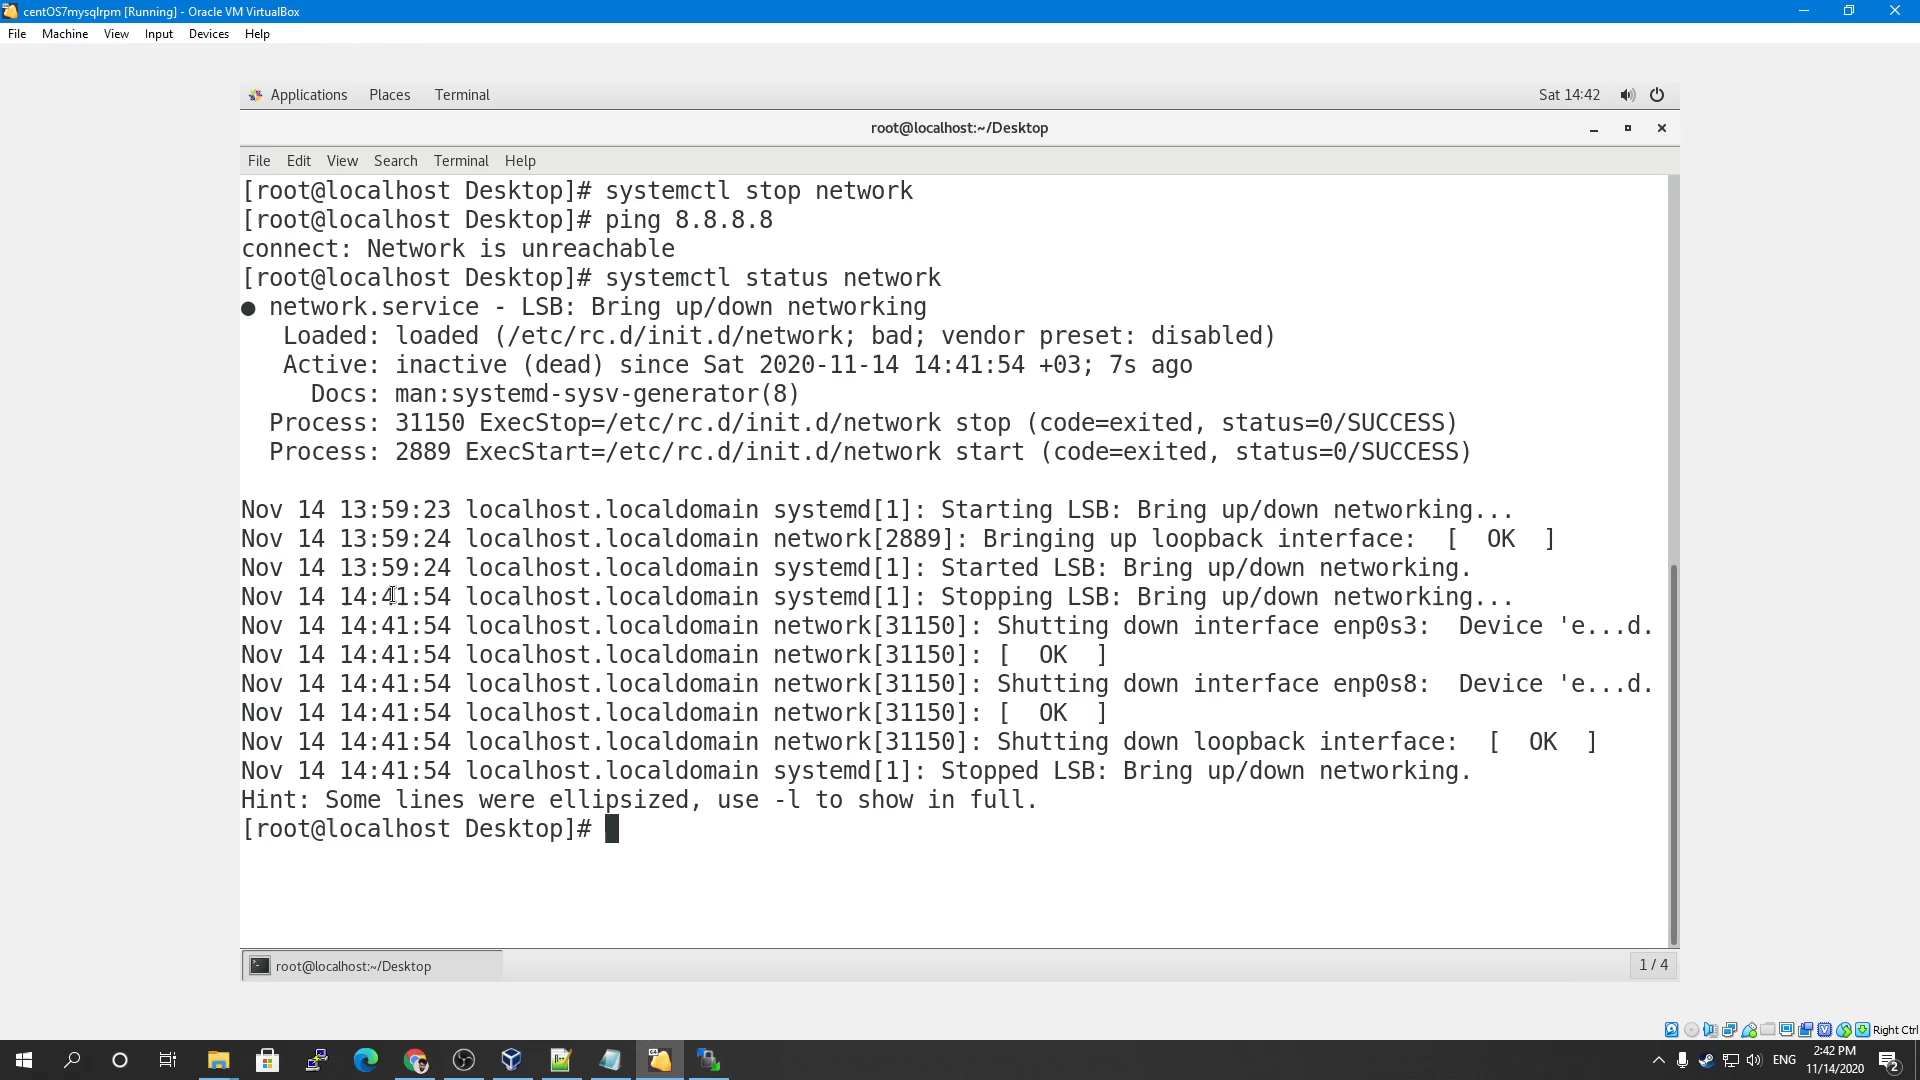 centOS7mysqlrpm [Running] - Oracle VM VirtualBox
File Machine View Input Devices Help
Applications Places Terminal Sat 14:42
root@localhost:~/Desktop
File Edit View Search Terminal Help
[root@localhost Desktop]# systemctl stop network
[root@localhost Desktop]# ping 8.8.8.8
connect: Network is unreachable
[root@localhost Desktop]# systemctl status network
● network.service - LSB: Bring up/down networking
Loaded: loaded (/etc/rc.d/init.d/network; bad; vendor preset: disabled)
Active: inactive (dead) since Sat 2020-11-14 14:41:54 +03; 7s ago
Docs: man:systemd-sysv-generator(8)
Process: 31150 ExecStop=/etc/rc.d/init.d/network stop (code=exited, status=0/SUCCESS)
Process: 2889 ExecStart=/etc/rc.d/init.d/network start (code=exited, status=0/SUCCESS)
Nov 14 13:59:23 localhost.localdomain systemd[1]: Starting LSB: Bring up/down networking...
Nov 14 13:59:24 localhost.localdomain network[2889]: Bringing up loopback interface: [ OK ]
Nov 14 13:59:24 localhost.localdomain systemd[1]: Started LSB: Bring up/down networking.
Nov 14 14:41:54 localhost.localdomain systemd[1]: Stopping LSB: Bring up/down networking...
Nov 14 14:41:54 localhost.localdomain network[31150]: Shutting down interface enp0s3: Device 'e...d.
Nov 14 14:41:54 localhost.localdomain network[31150]: [ OK ]
Nov 14 14:41:54 localhost.localdomain network[31150]: Shutting down interface enp0s8: Device 'e...d.
Nov 14 14:41:54 localhost.localdomain network[31150]: [ OK ]
Nov 14 14:41:54 localhost.localdomain network[31150]: Shutting down loopback interface: [ OK ]
Nov 14 14:41:54 localhost.localdomain systemd[1]: Stopped LSB: Bring up/down networking.
Hint: Some lines were ellipsized, use -l to show in full.
[root@localhost Desktop]#
root@localhost:~/Desktop 1 / 4
Right Ctrl
ENG 2:42 PM
11/14/2020 2